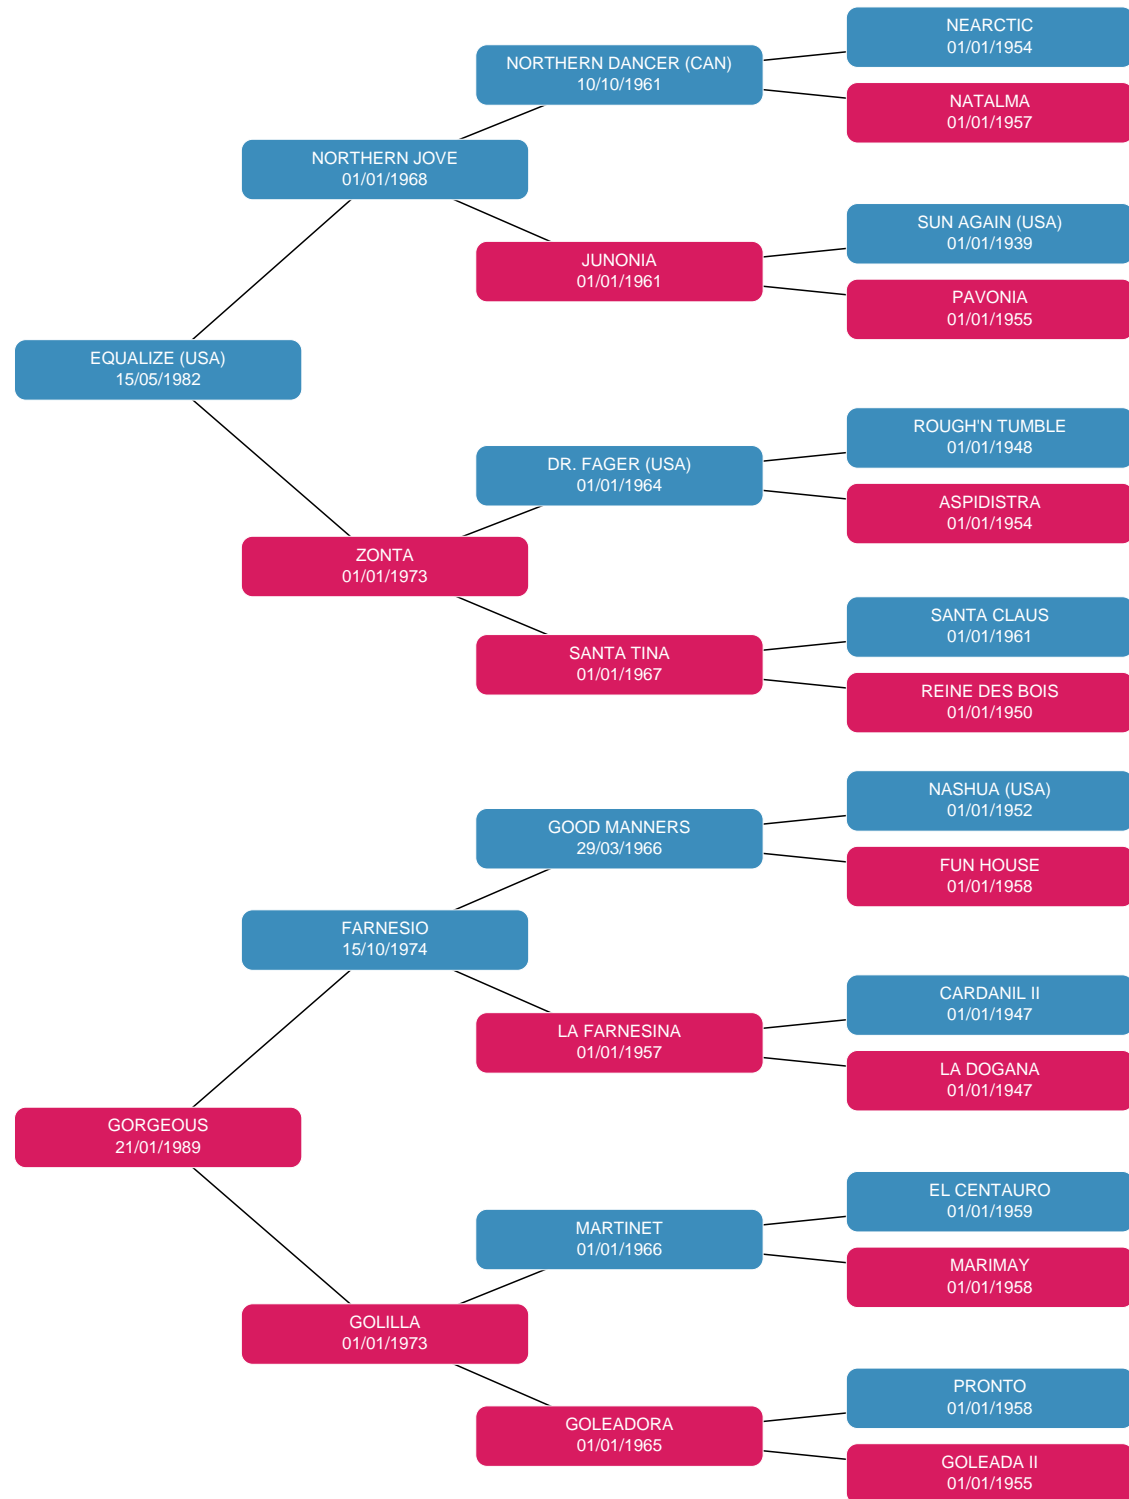 NEARCTIC
01/01/1954
NORTHERN DANCER (CAN)
10/10/1961
NATALMA
01/01/1957
NORTHERN JOVE
01/01/1968
SUN AGAIN (USA)
01/01/1939
JUNONIA
01/01/1961
PAVONIA
01/01/1955
EQUALIZE (USA)
15/05/1982
ROUGH'N TUMBLE
01/01/1948
DR. FAGER (USA)
01/01/1964
ASPIDISTRA
01/01/1954
ZONTA
01/01/1973
SANTA CLAUS
01/01/1961
SANTA TINA
01/01/1967
REINE DES BOIS
01/01/1950
NASHUA (USA)
01/01/1952
GOOD MANNERS
29/03/1966
FUN HOUSE
01/01/1958
FARNESIO
15/10/1974
CARDANIL II
01/01/1947
LA FARNESINA
01/01/1957
LA DOGANA
01/01/1947
GORGEOUS
21/01/1989
EL CENTAURO
01/01/1959
MARTINET
01/01/1966
MARIMAY
01/01/1958
GOLILLA
01/01/1973
PRONTO
01/01/1958
GOLEADORA
01/01/1965
GOLEADA II
01/01/1955